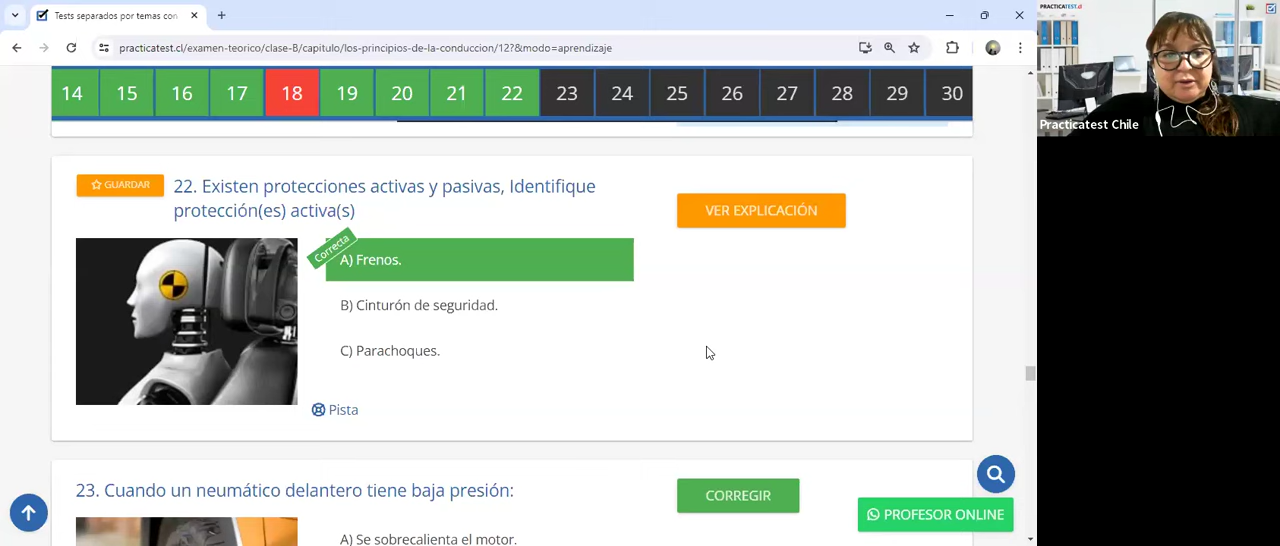 Tests separados por temas con
practicatest.cl/examen-teorico/clase-B/capitulo/los-principios-de-la-conduccion/127&modo=aprendizaje
PRACTICATEST.cl
Practicatest Chile
14 15 16 17 18 19 20 21 22 23 24 25 26 27 28 29 30
GUARDAR
22. Existen protecciones activas y pasivas, Identifique
protección(es) activa(s)
VER EXPLICACIÓN
Correcta
A) Frenos.
B) Cinturón de seguridad.
C) Parachoques.
Pista
23. Cuando un neumático delantero tiene baja presión:
CORREGIR
PROFESOR ONLINE
A) Se sobrecalienta el motor.